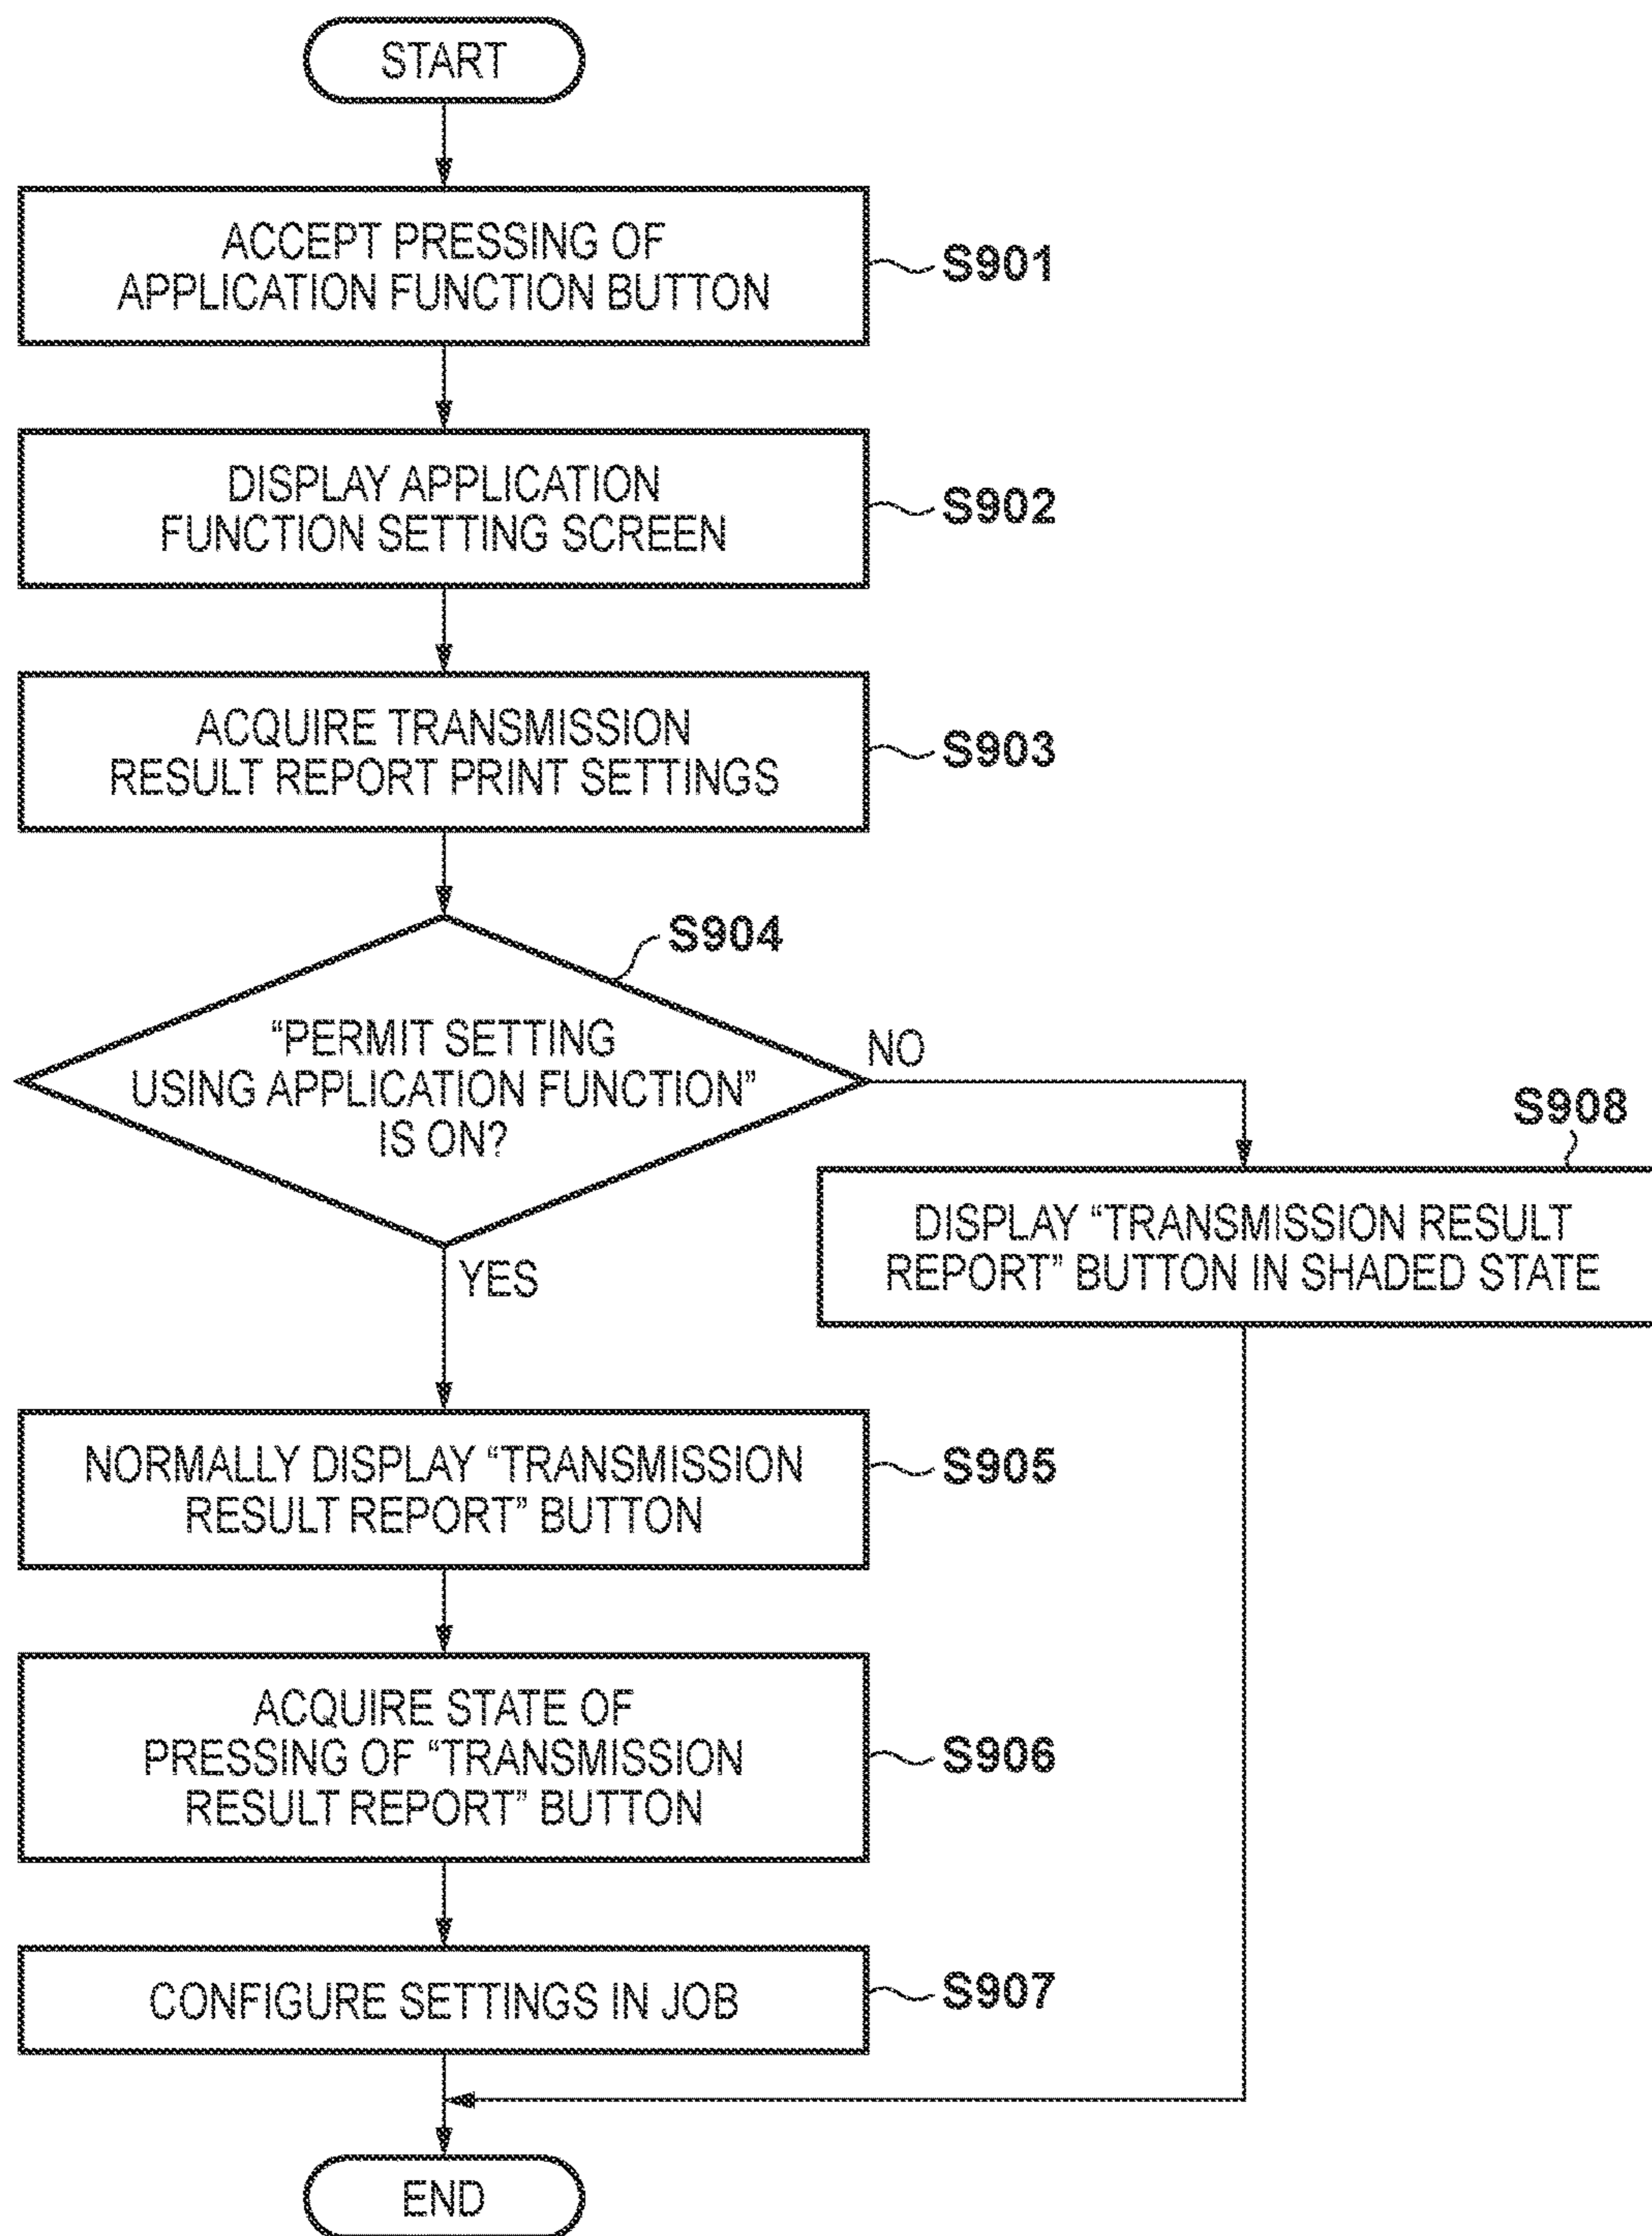 START
ACCEPT PRESSING OF
APPLICATION FUNCTION BUTTON
S901
DISPLAY APPLICATION
FUNCTION SETTING SCREEN
S902
ACQUIRE TRANSMISSION
RESULT REPORT PRINT SETTINGS
S903
S904
“PERMIT SETTING
USING APPLICATION FUNCTION”
IS ON?
NO
YES
S908
DISPLAY “TRANSMISSION RESULT
REPORT” BUTTON IN SHADED STATE
NORMALLY DISPLAY “TRANSMISSION
RESULT REPORT” BUTTON
S905
ACQUIRE STATE OF
PRESSING OF “TRANSMISSION
RESULT REPORT” BUTTON
S906
CONFIGURE SETTINGS IN JOB
S907
END